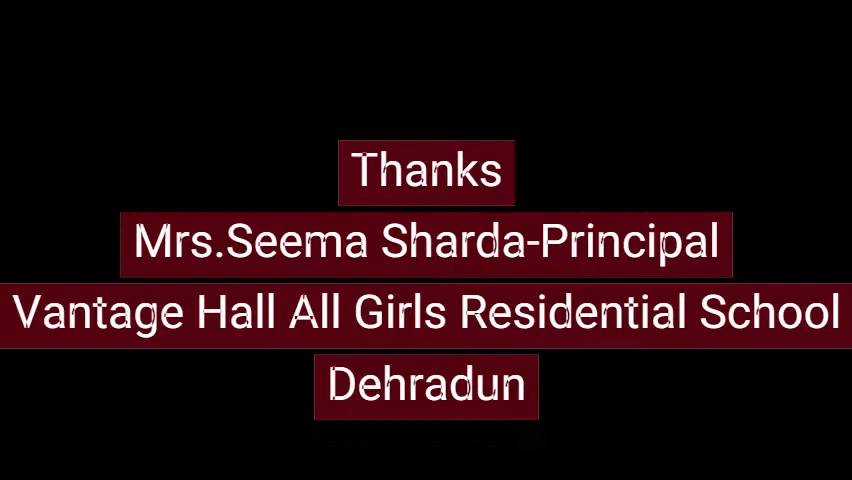 Thanks
Mrs.Seema Sharda-Principal
Vantage Hall All Girls Residential School
Dehradun